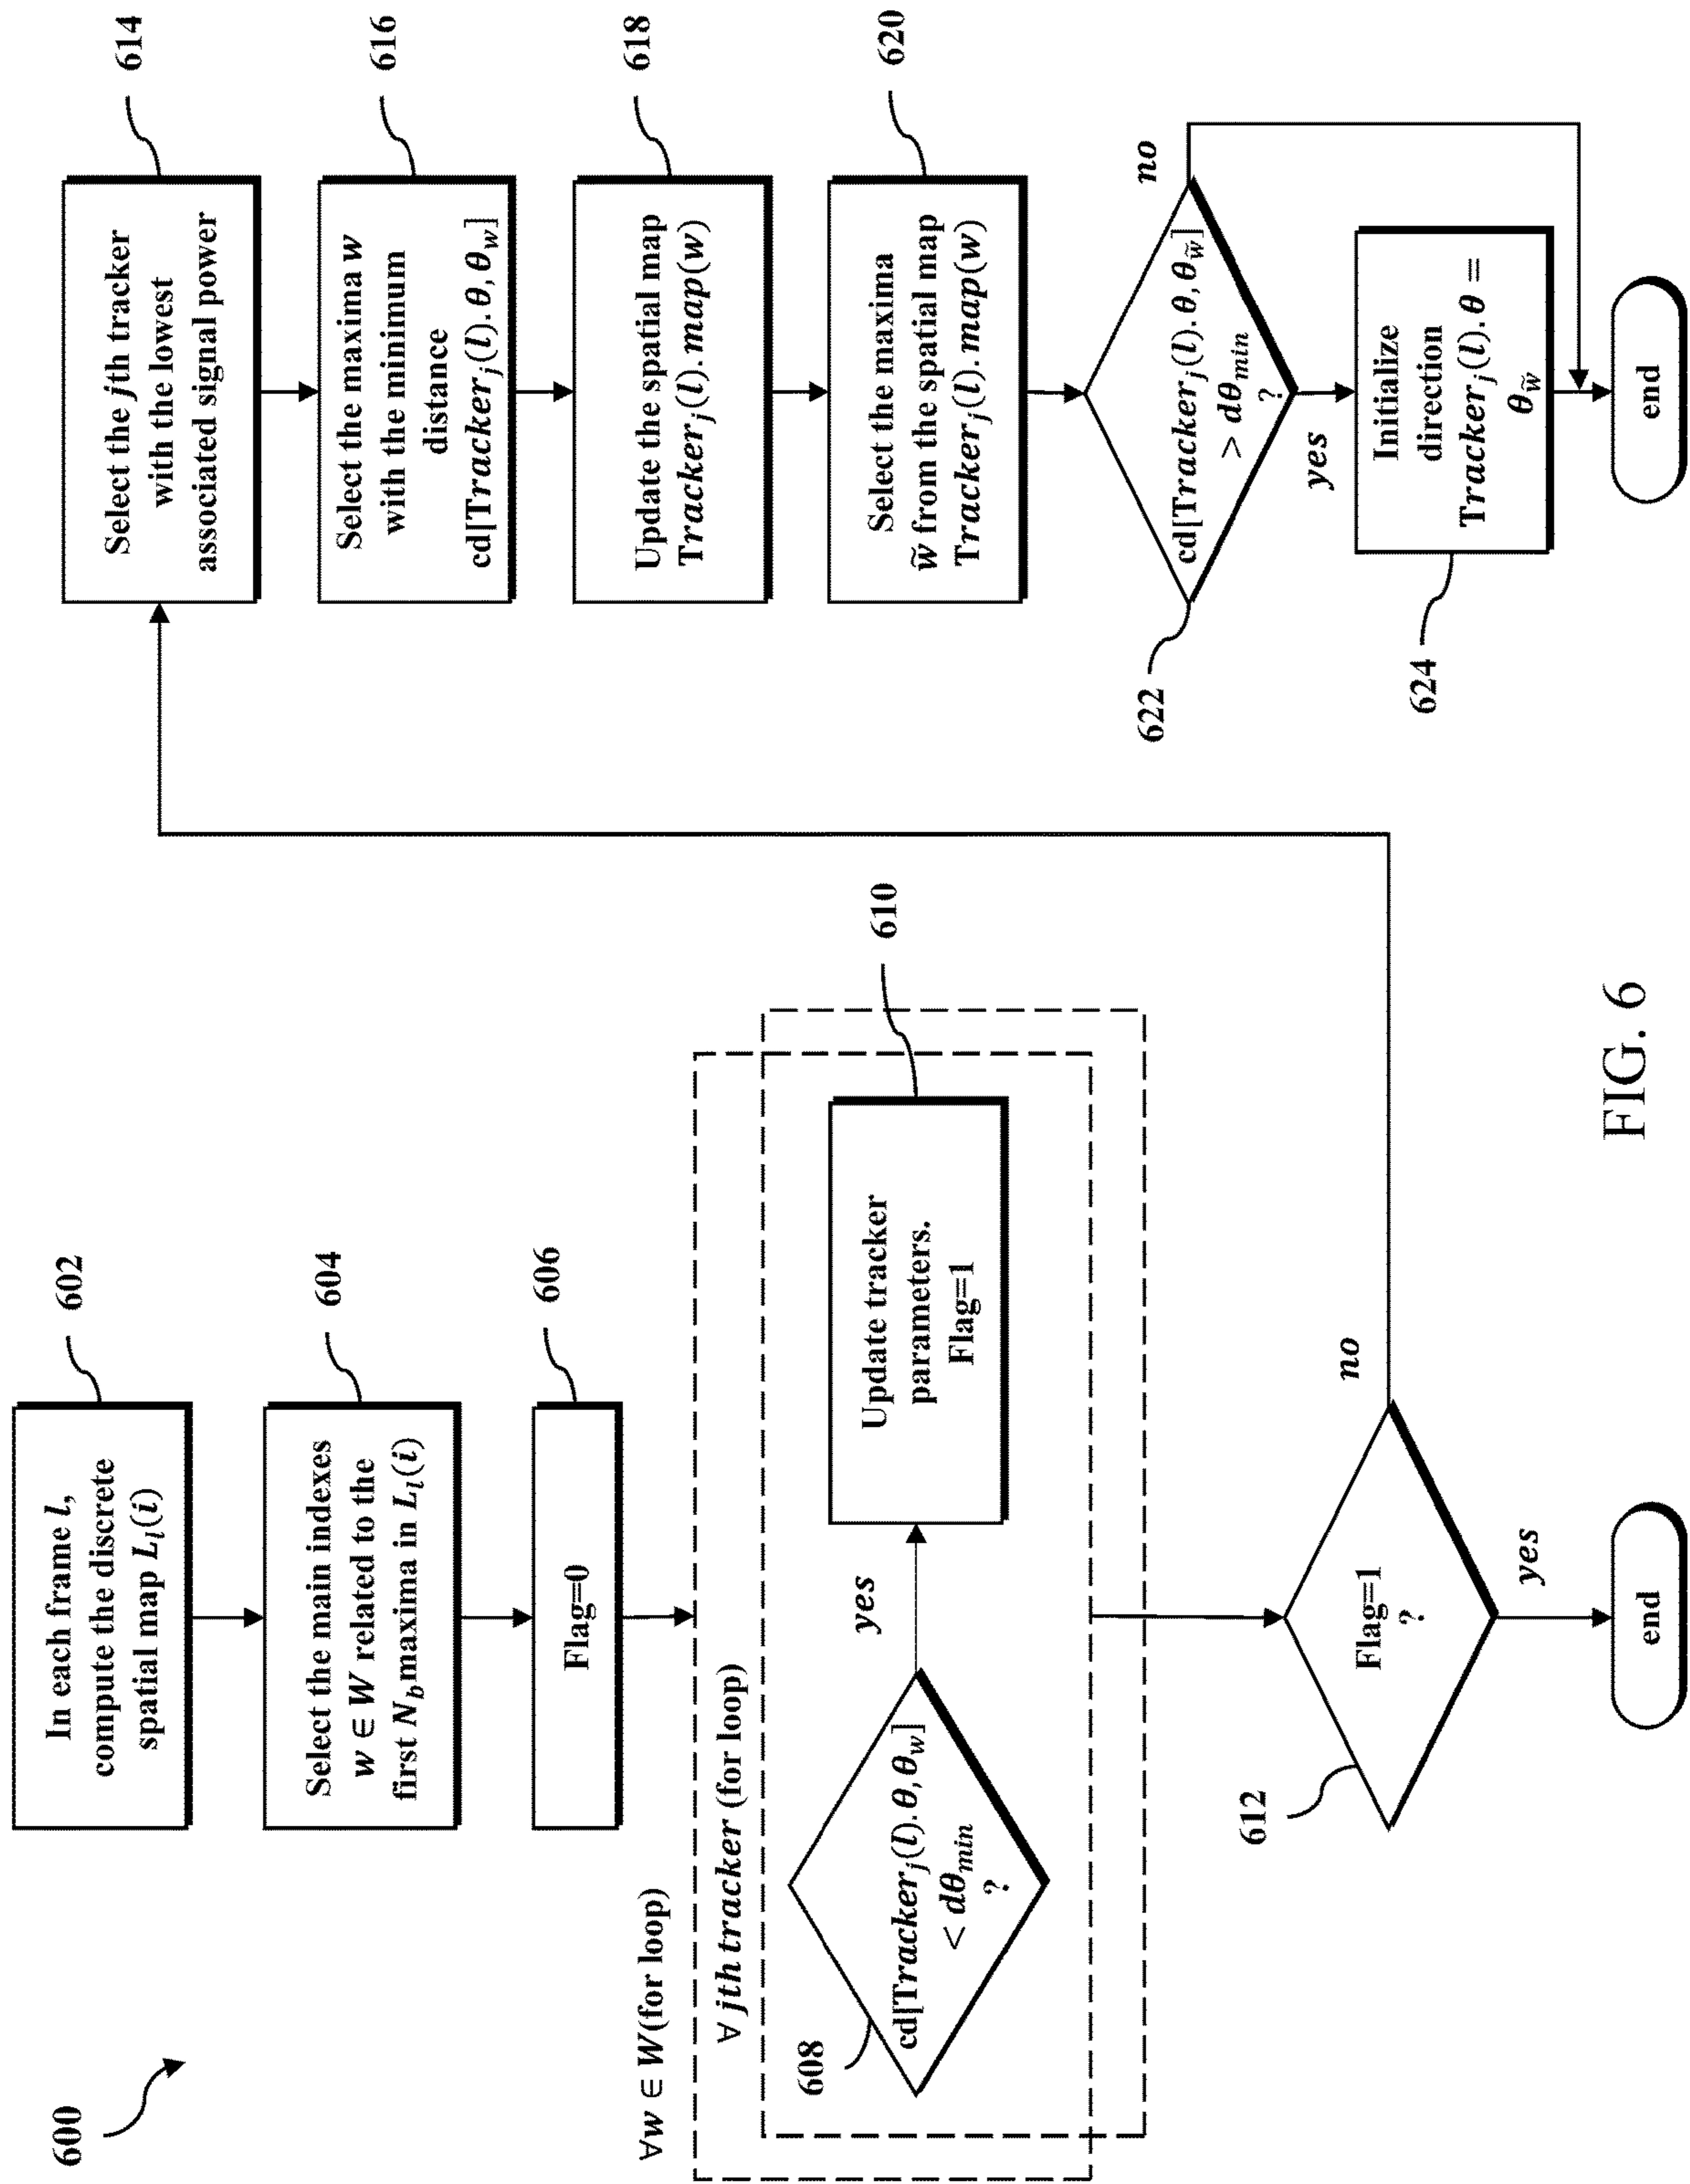 600
602
In each frame l,
compute the discrete
spatial map L_l(i)
604
Select the main indexes
w ∈ W related to the
first N_b maxima in L_l(i)
606
Flag=0
∀w ∈ W(for loop)
∀ jth tracker (for loop)
608
cd[Tracker_j(l).θ,θ_w]
< dθ_min
?
yes
610
Update tracker
parameters.
Flag=1
612
Flag=1
?
no
yes
end
614
Select the jth tracker
with the lowest
associated signal power
616
Select the maxima w
with the minimum
distance
cd[Tracker_j(l).θ,θ_w]
618
Update the spatial map
Tracker_j(l).map(w)
620
Select the maxima
w̃ from the spatial map
Tracker_j(l).map(w)
622
cd[Tracker_j(l).θ,θ_w̃]
> dθ_min
?
no
yes
624
Initialize
direction
Tracker_j(l).θ =
θ_w̃
end
FIG. 6